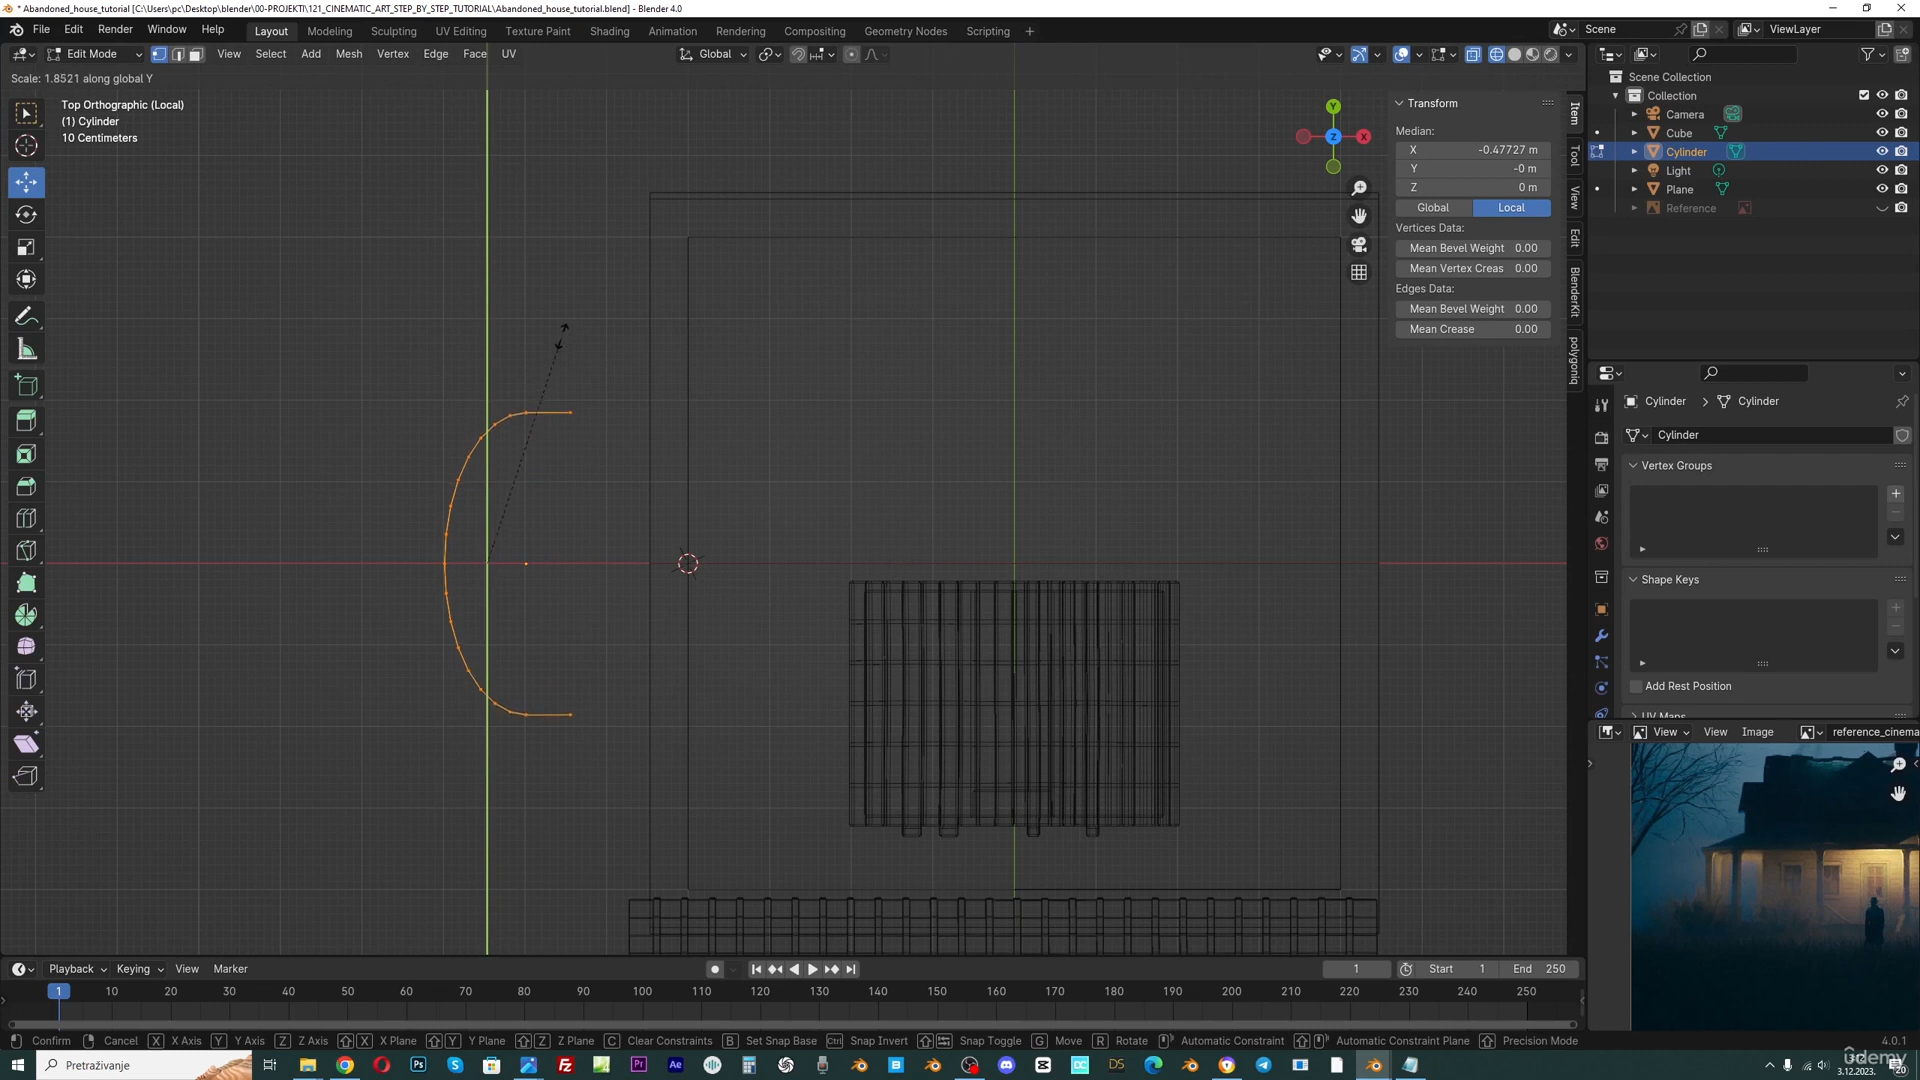 * Abandoned_house_tutorial [C:\Users\pc\Desktop\blender\00-PROJEKTI\121_CINEMATIC_ART_STEP_BY_STEP_TUTORIAL\Abandoned_house_tutorial.blend] - Blender 4.0
File Edit Render Window Help Layout Modeling Sculpting UV Editing Texture Paint Shading Animation Rendering Compositing Geometry Nodes Scripting + Scene ViewLayer
Edit Mode View Select Add Mesh Vertex Edge Face UV Global
Scale: 1.8521 along global Y
Top Orthographic (Local)
(1) Cylinder
10 Centimeters
Y
Z
X
Transform
Median:
X -0.47727 m
Y -0 m
Z 0 m
Global Local
Vertices Data:
Mean Bevel Weight 0.00
Mean Vertex Creas 0.00
Edges Data:
Mean Bevel Weight 0.00
Mean Crease 0.00
Item
Tool
View
Edit
BlenderKit
polygoniq
Scene Collection
Collection
Camera
Cube
Cylinder
Light
Plane
Reference
Cylinder > Cylinder
Cylinder
Vertex Groups
Shape Keys
Add Rest Position
UV Maps
View View Image reference_cinema
Playback Keying View Marker
1 Start 1 End 250
1 10 20 30 40 50 60 70 80 90 100 110 120 130 140 150 160 170 180 190 200 210 220 230 240 250
Confirm Cancel X X Axis Y Y Axis Z Z Axis X X Plane Y Y Plane Z Z Plane C Clear Constraints B Set Snap Base Ctrl Snap Invert Snap Toggle G Move R Rotate Automatic Constraint Automatic Constraint Plane Precision Mode
4.0.1
Pretraživanje
3.12.2023.
20
ûdemy